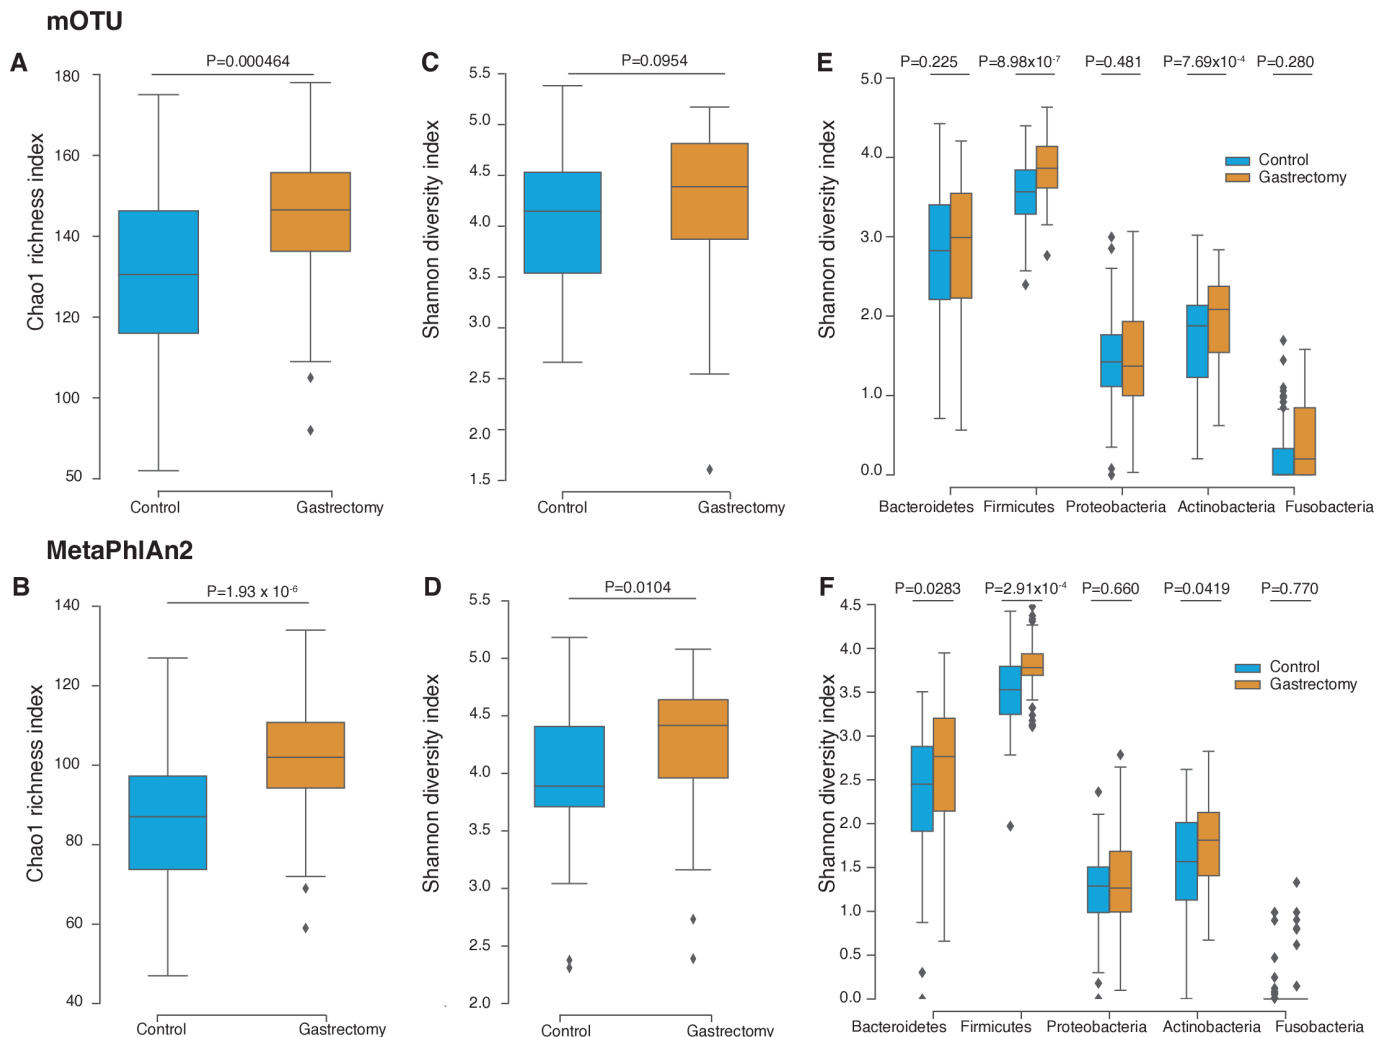 mOTU
A
P=0.000464
180
160
140
120
100
50
Chao1 richness index
Control
Gastrectomy
C
P=0.0954
5.5
5.0
4.5
4.0
3.5
3.0
2.5
2.0
1.5
Shannon diversity index
Control
Gastrectomy
E
P=0.225
P=8.98x10-7
P=0.481
P=7.69x10-4
P=0.280
5.0
4.0
3.0
2.0
1.0
0.0
Shannon diversity index
Control
Gastrectomy
Bacteroidetes
Firmicutes
Proteobacteria
Actinobacteria
Fusobacteria
MetaPhlAn2
B
P=1.93 x 10-6
140
120
100
80
60
40
Chao1 richness index
Control
Gastrectomy
D
P=0.0104
5.5
5.0
4.5
4.0
3.5
3.0
2.5
2.0
Shannon diversity index
Control
Gastrectomy
F
P=0.0283
P=2.91x10-4
P=0.660
P=0.0419
P=0.770
4.5
4.0
3.5
3.0
2.5
2.0
1.5
1.0
0.5
0.0
Shannon diversity index
Control
Gastrectomy
Bacteroidetes
Firmicutes
Proteobacteria
Actinobacteria
Fusobacteria